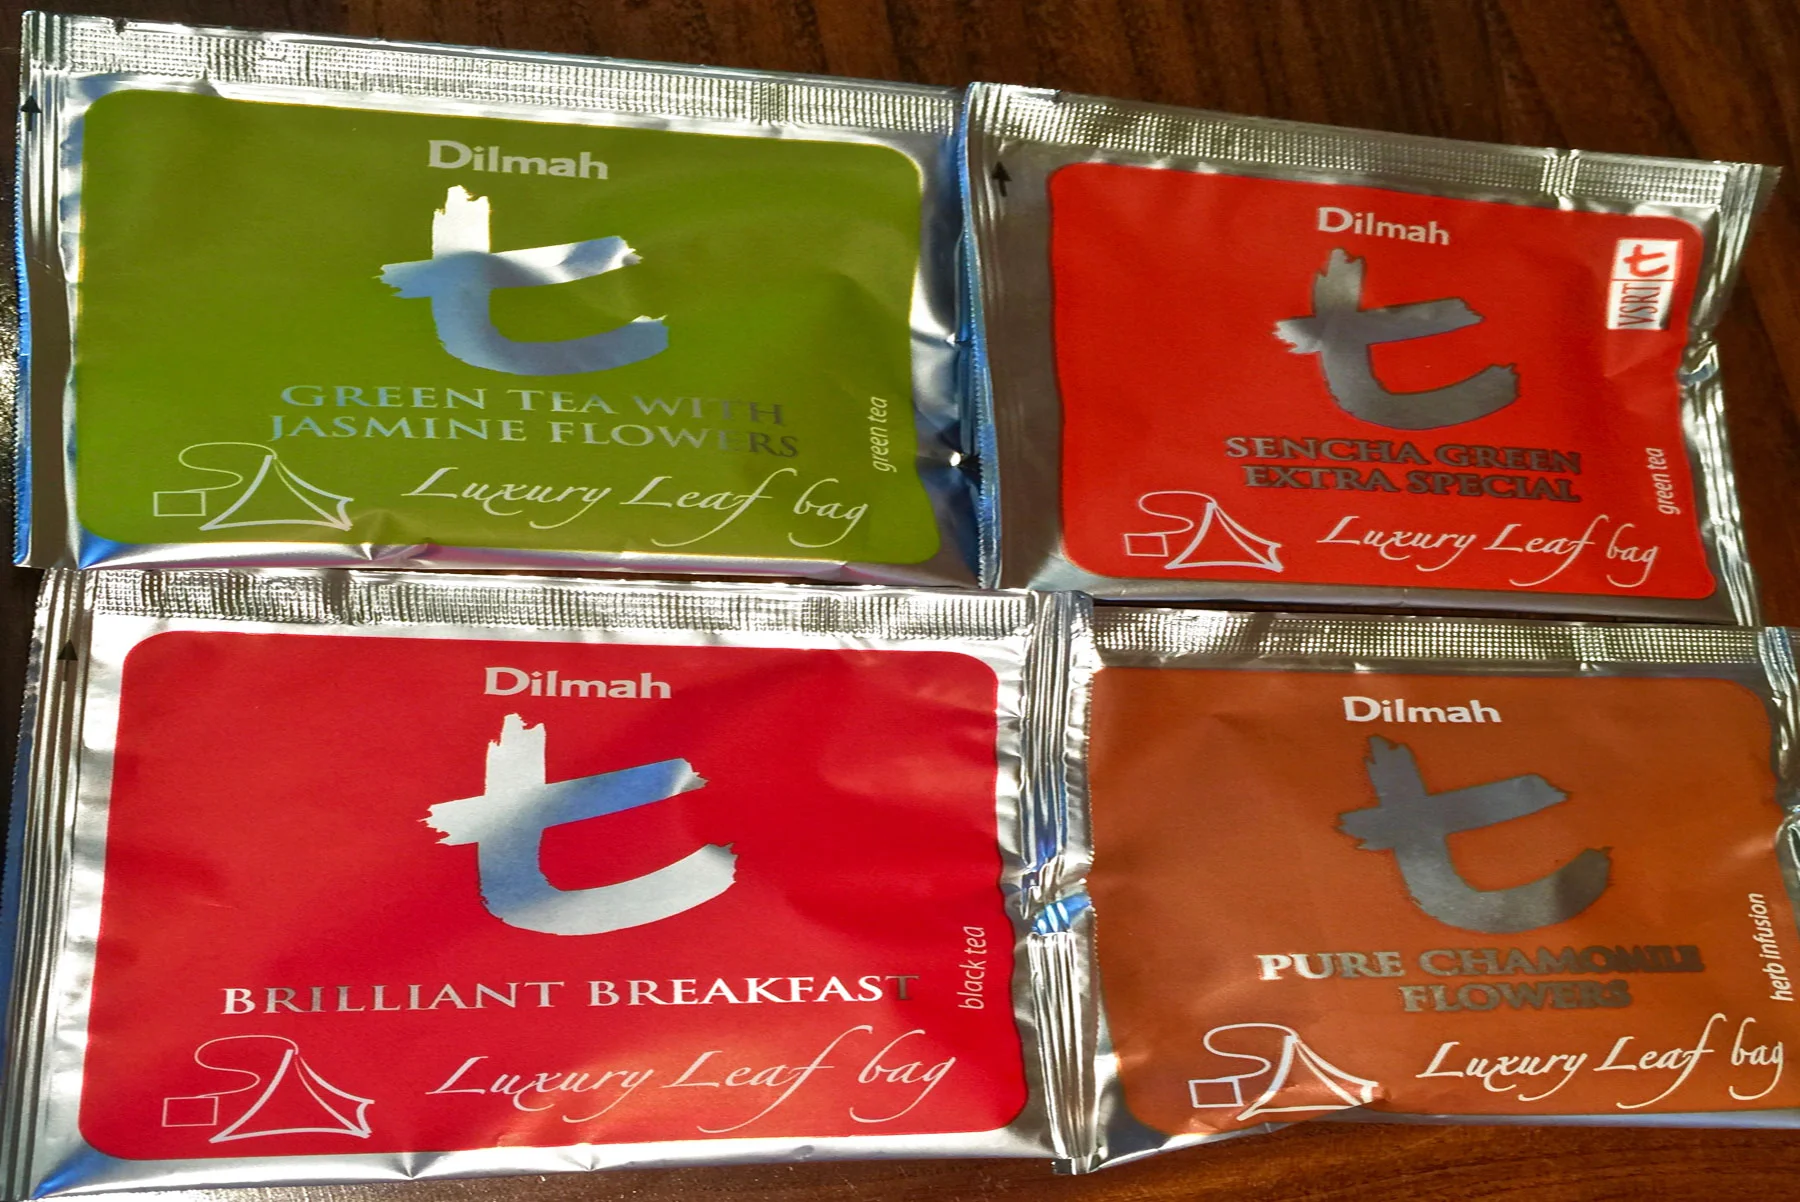 Dilmah
t
GREEN TEA WITH
JASMINE FLOWERS
green tea
Luxury Leaf bag
Dilmah
t
VSRT t
SENCHA GREEN
EXTRA SPECIAL
green tea
Luxury Leaf bag
Dilmah
t
BRILLIANT BREAKFAST
black tea
Luxury Leaf bag
Dilmah
t
PURE CHAMOMILE
FLOWERS
herb infusion
Luxury Leaf bag